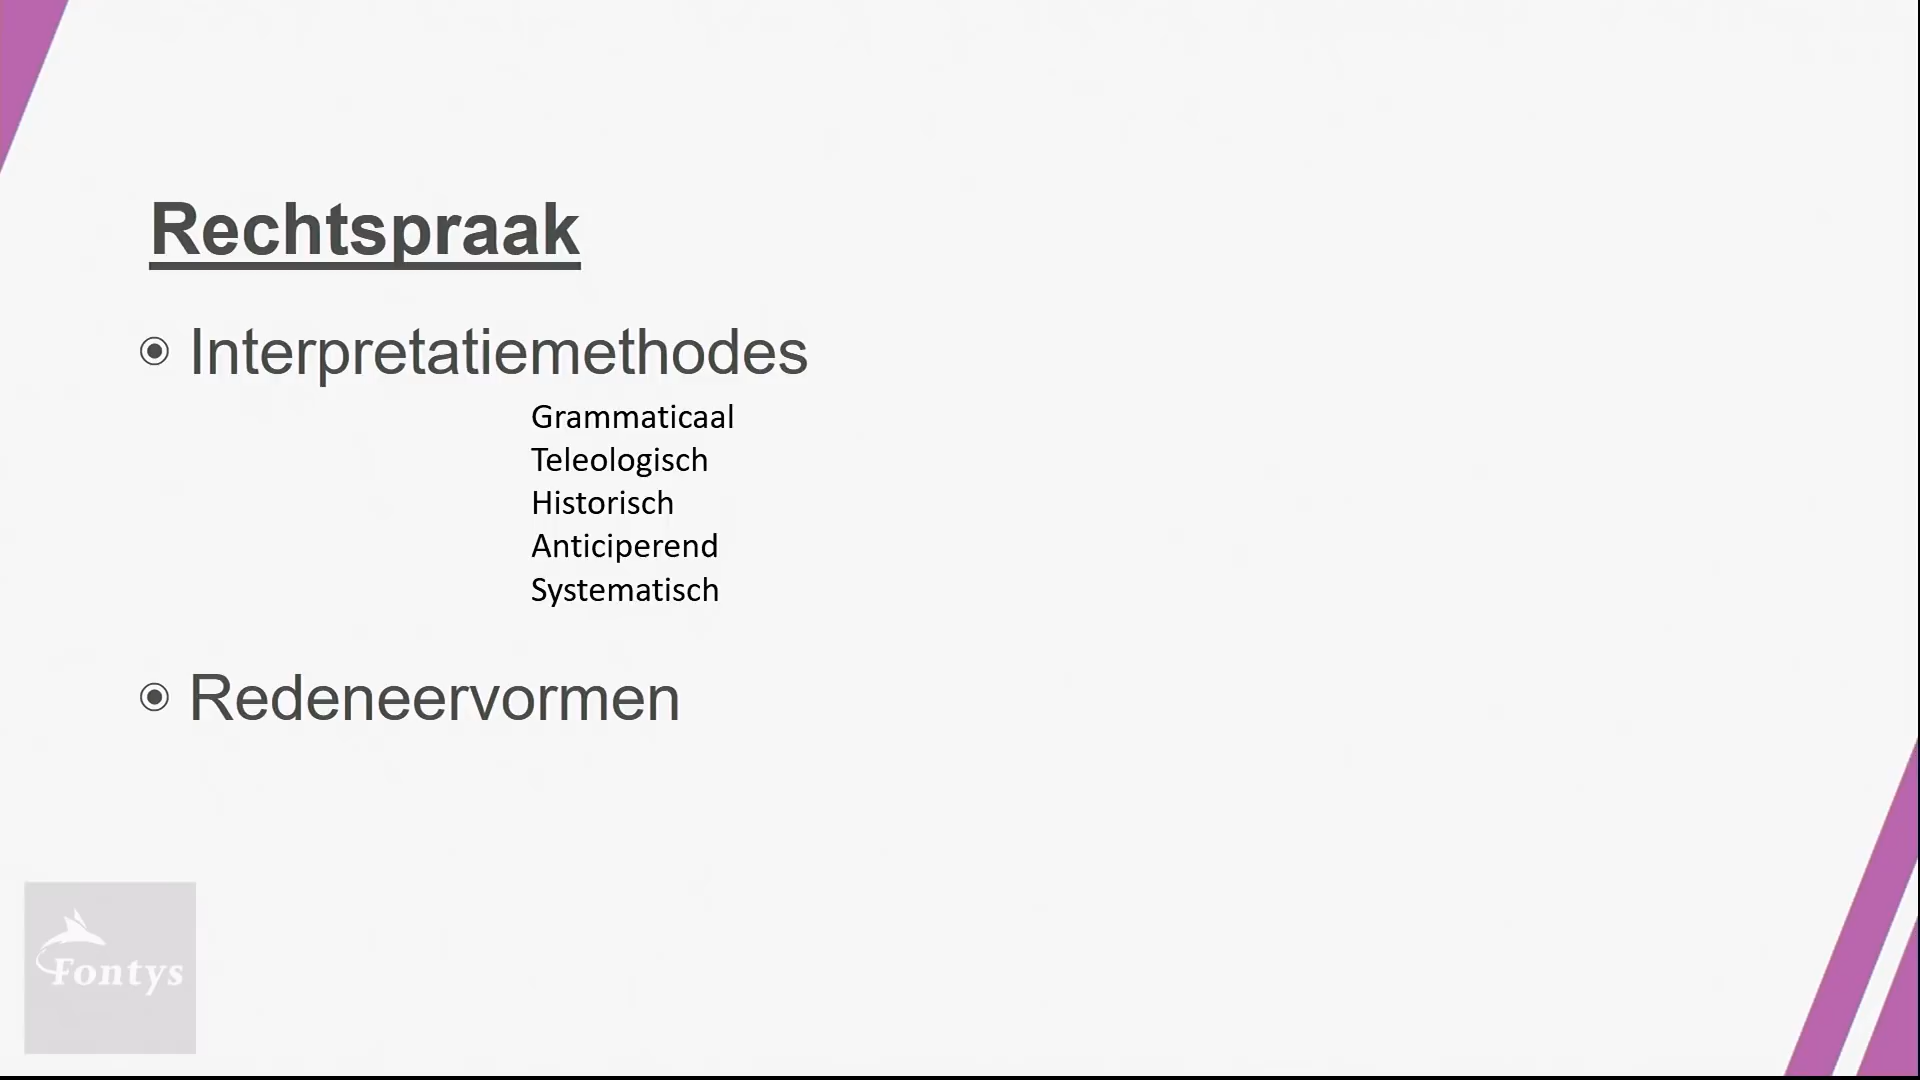 Rechtspraak
Interpretatiemethodes
Grammaticaal
Teleologisch
Historisch
Anticiperend
Systematisch
Redeneervormen
Fontys